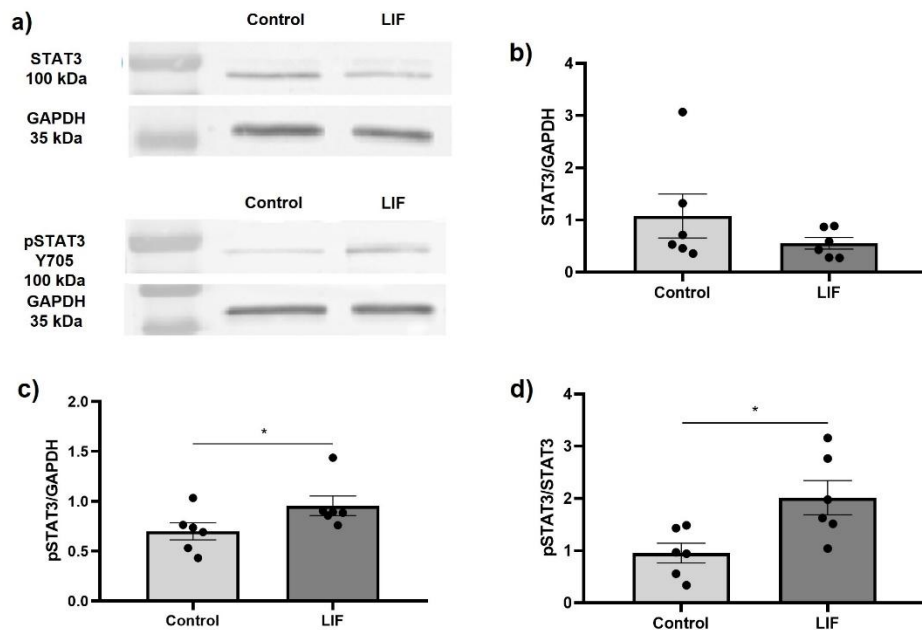 a)
Control LIF
STAT3
100 kDa
GAPDH
35 kDa
Control LIF
pSTAT3
Y705
100 kDa
GAPDH
35 kDa
b)
STAT3/GAPDH
4
3
2
1
0
Control LIF
c)
pSTAT3/GAPDH
2.0
1.5
1.0
0.5
0.0
*
Control LIF
d)
pSTAT3/STAT3
4
3
2
1
0
*
Control LIF